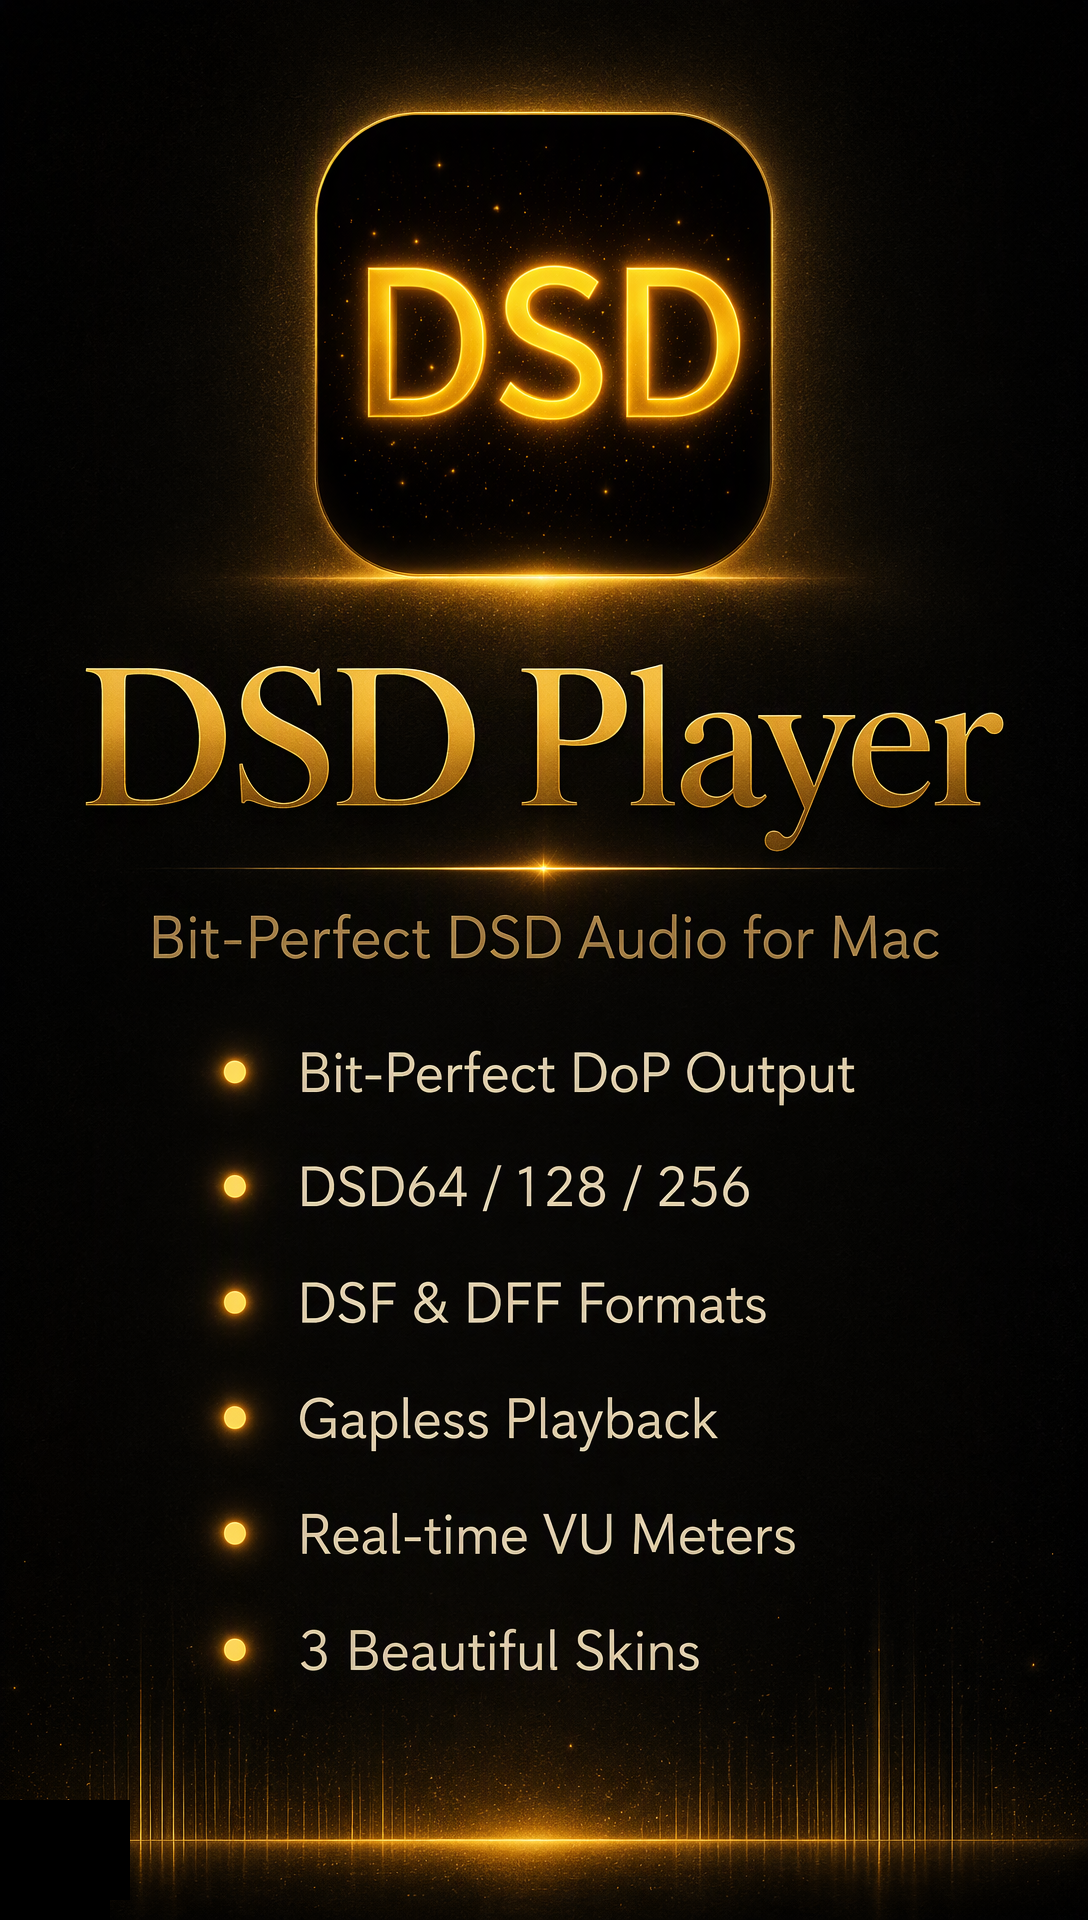 DSD
DSD Player
Bit-Perfect DSD Audio for Mac
Bit-Perfect DoP Output
DSD64 / 128 / 256
DSF & DFF Formats
Gapless Playback
Real-time VU Meters
3 Beautiful Skins